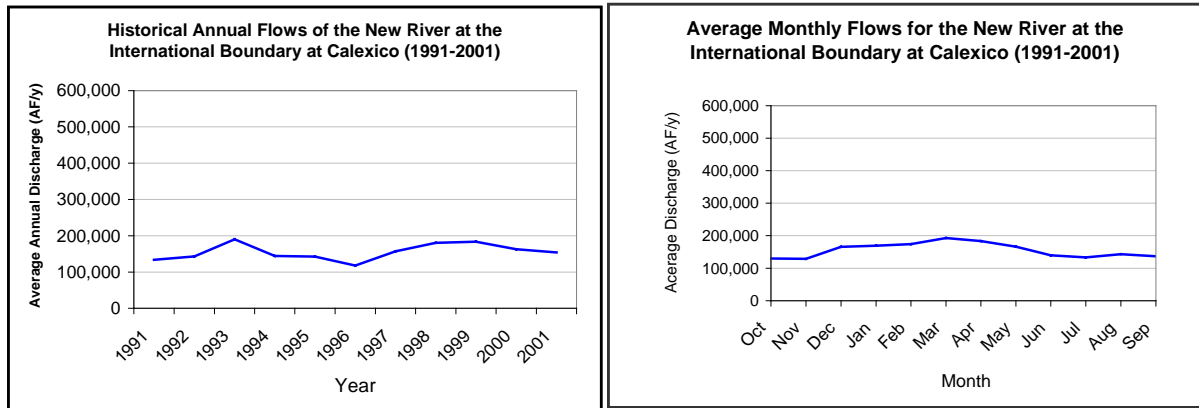 Historical Annual Flows of the New River at the
International Boundary at Calexico (1991-2001)
Average Annual Discharge (AF/y)
600,000
500,000
400,000
300,000
200,000
100,000
0
1991
1992
1993
1994
1995
1996
1997
1998
1999
2000
2001
Year
Average Monthly Flows for the New River at the
International Boundary at Calexico (1991-2001)
Acerage Discharge (AF/y)
600,000
500,000
400,000
300,000
200,000
100,000
0
Oct
Nov
Dec
Jan
Feb
Mar
Apr
May
Jun
Jul
Aug
Sep
Month